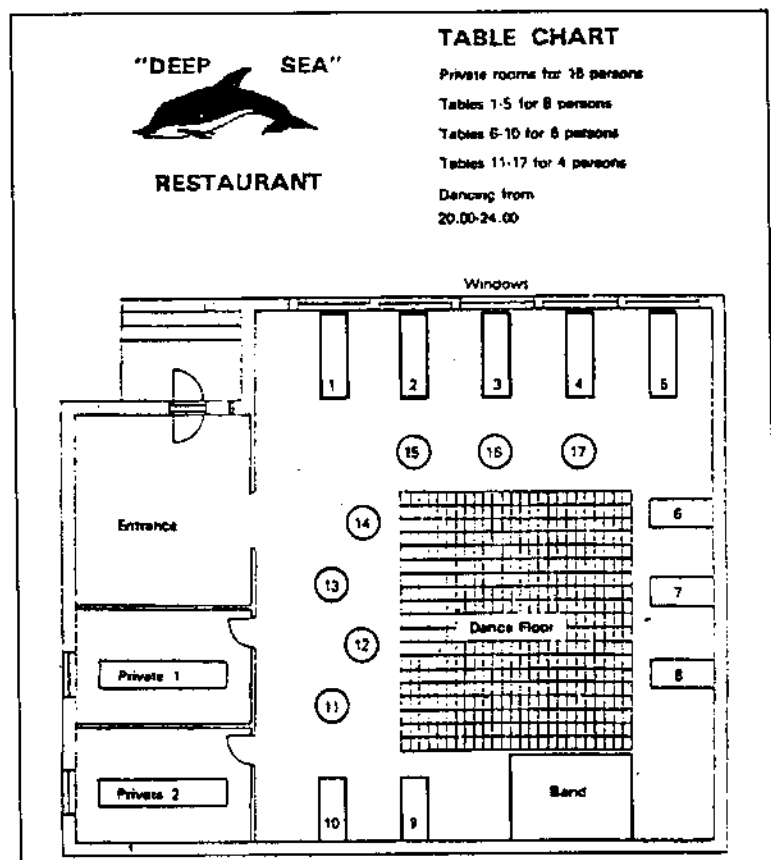 "DEEP SEA"
RESTAURANT
TABLE CHART
Private rooms for persons
Tables 1-5 for 8 persons
Tables 6-10 for persons
Tables 11-17 for 4 persons
Dancing from
20.00-24.00
Windows
1 2 3 4 5
15 16 17
6
14
Entrance
13
7
Dance Floor
12
Private 1
8
11
Private 2
Band
10 9